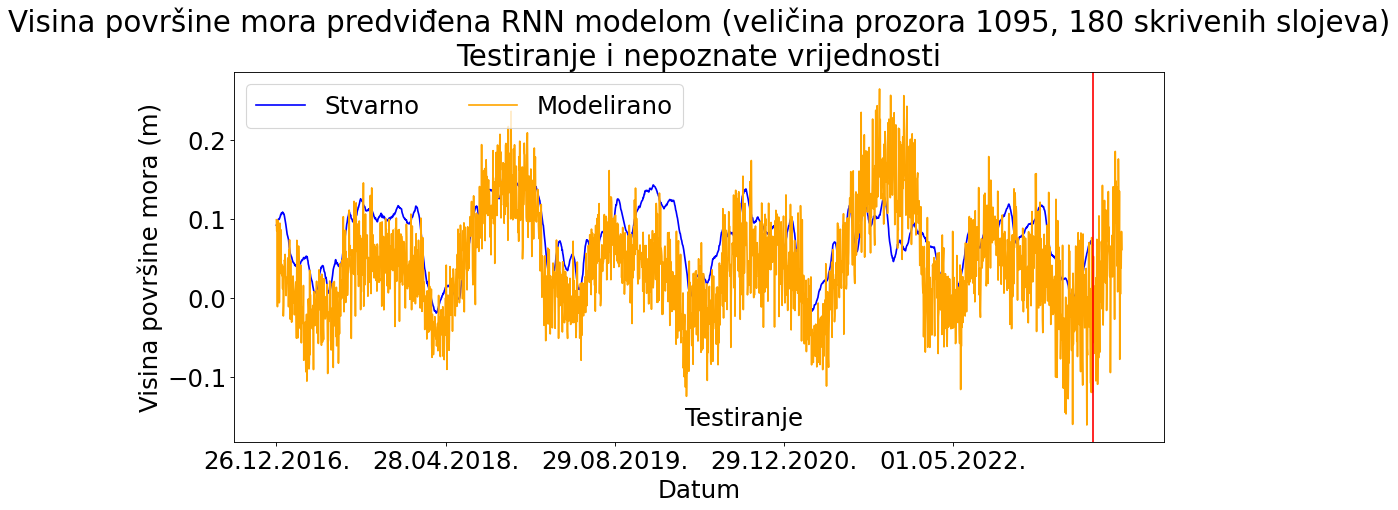 Visina površine mora predviđena RNN modelom (veličina prozora 1095, 180 skrivenih slojeva)
Testiranje i nepoznate vrijednosti
Stvarno
Modelirano
Visina površine mora (m)
0.2
0.1
0.0
−0.1
Testiranje
26.12.2016.
28.04.2018.
29.08.2019.
29.12.2020.
01.05.2022.
Datum